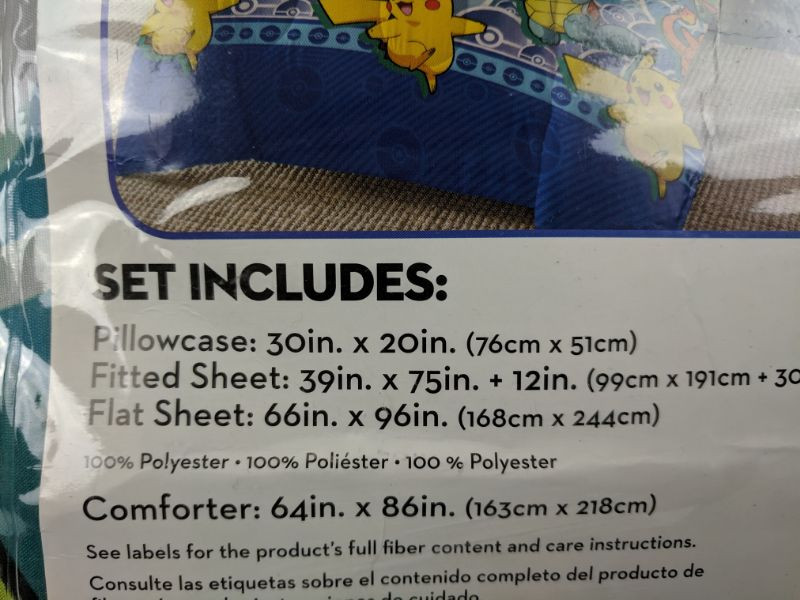 SET INCLUDES:
Pillowcase: 30in. x 20in. (76cm x 51cm)
Fitted Sheet: 39in. x 75in. + 12in. (99cm x 191cm + 30
Flat Sheet: 66in. x 96in. (168cm x 244cm)
100% Polyester • 100% Poliéster • 100 % Polyester
Comforter: 64in. x 86in. (163cm x 218cm)
See labels for the product's full fiber content and care instructions.
Consulte las etiquetas sobre el contenido completo del producto de
cuidado